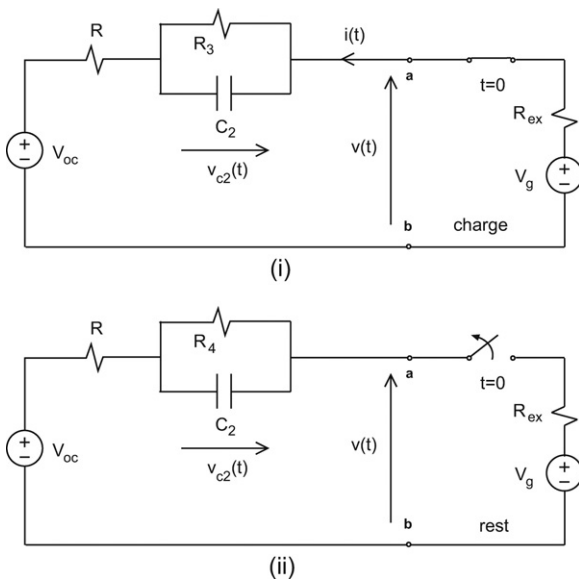 R
R3
i(t)
a
t=0
Rex
C2
Voc
vc2(t)
v(t)
Vg
b
charge
(i)
R
R4
a
t=0
Rex
C2
Voc
vc2(t)
v(t)
Vg
b
rest
(ii)